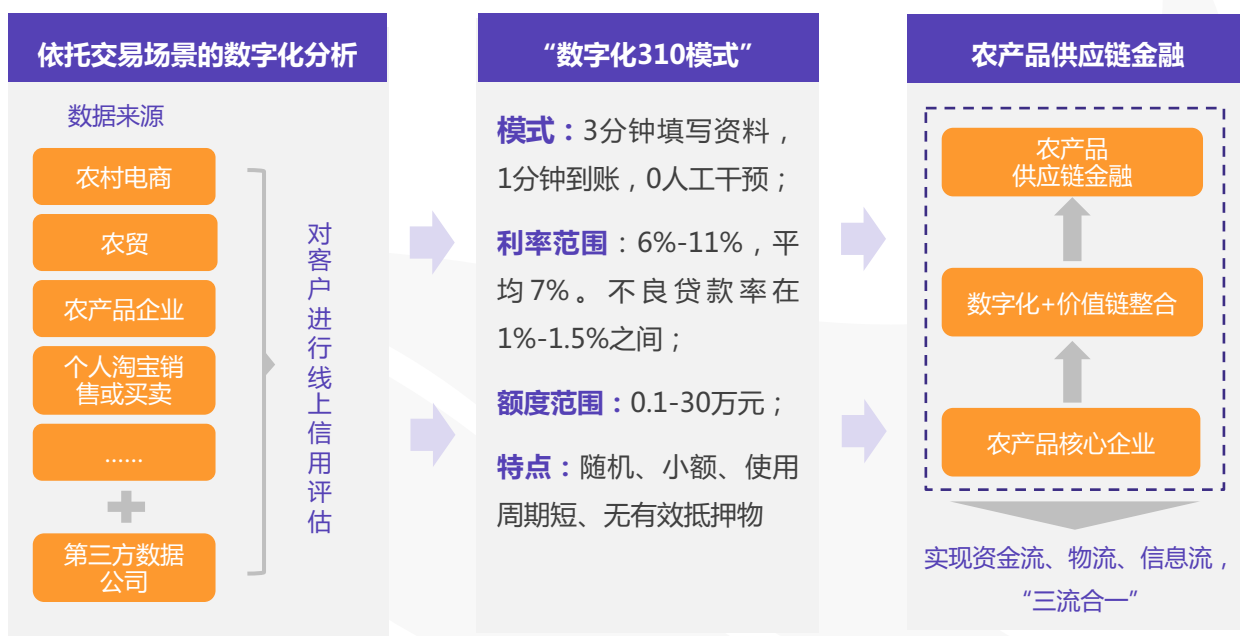 依托交易场景的数字化分析
数据来源
农村电商
农贸
农产品企业
个人淘宝销
售或买卖
……
第三方数据
公司
对客户进行线上信用评估
“数字化310模式”
模式：3分钟填写资料，
1分钟到账，0人工干预；
利率范围：6%-11%，平
均7%。不良贷款率在
1%-1.5%之间；
额度范围：0.1-30万元；
特点：随机、小额、使用
周期短、无有效抵押物
农产品供应链金融
农产品
供应链金融
数字化+价值链整合
农产品核心企业
实现资金流、物流、信息流，
“三流合一”